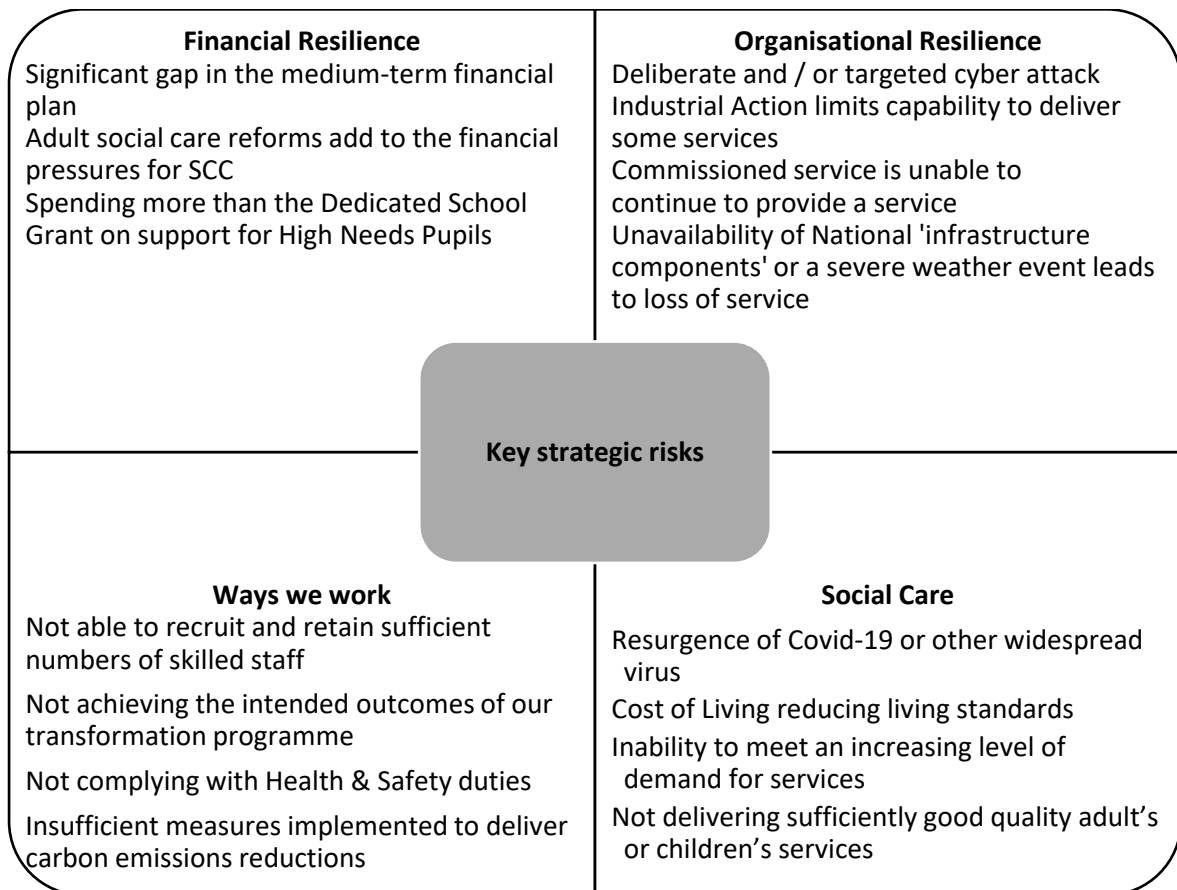 Financial Resilience
Significant gap in the medium-term financial
plan
Adult social care reforms add to the financial
pressures for SCC
Spending more than the Dedicated School
Grant on support for High Needs Pupils
Organisational Resilience
Deliberate and / or targeted cyber attack
Industrial Action limits capability to deliver
some services
Commissioned service is unable to
continue to provide a service
Unavailability of National 'infrastructure
components' or a severe weather event leads
to loss of service
Key strategic risks
Ways we work
Not able to recruit and retain sufficient
numbers of skilled staff
Not achieving the intended outcomes of our
transformation programme
Not complying with Health & Safety duties
Insufficient measures implemented to deliver
carbon emissions reductions
Social Care
Resurgence of Covid-19 or other widespread
virus
Cost of Living reducing living standards
Inability to meet an increasing level of
demand for services
Not delivering sufficiently good quality adult’s
or children’s services